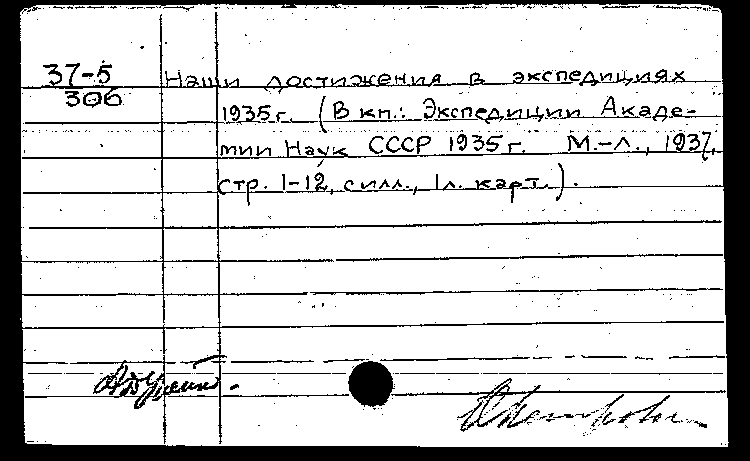 37-5
306
Наши достижения в экспедициях
1935 г. (В кн.: Экспедиции Акаде-
мии Наук СССР 1935 г. М.-Л., 1937,
стр. 1-12, с илл., 1 л. карт.).